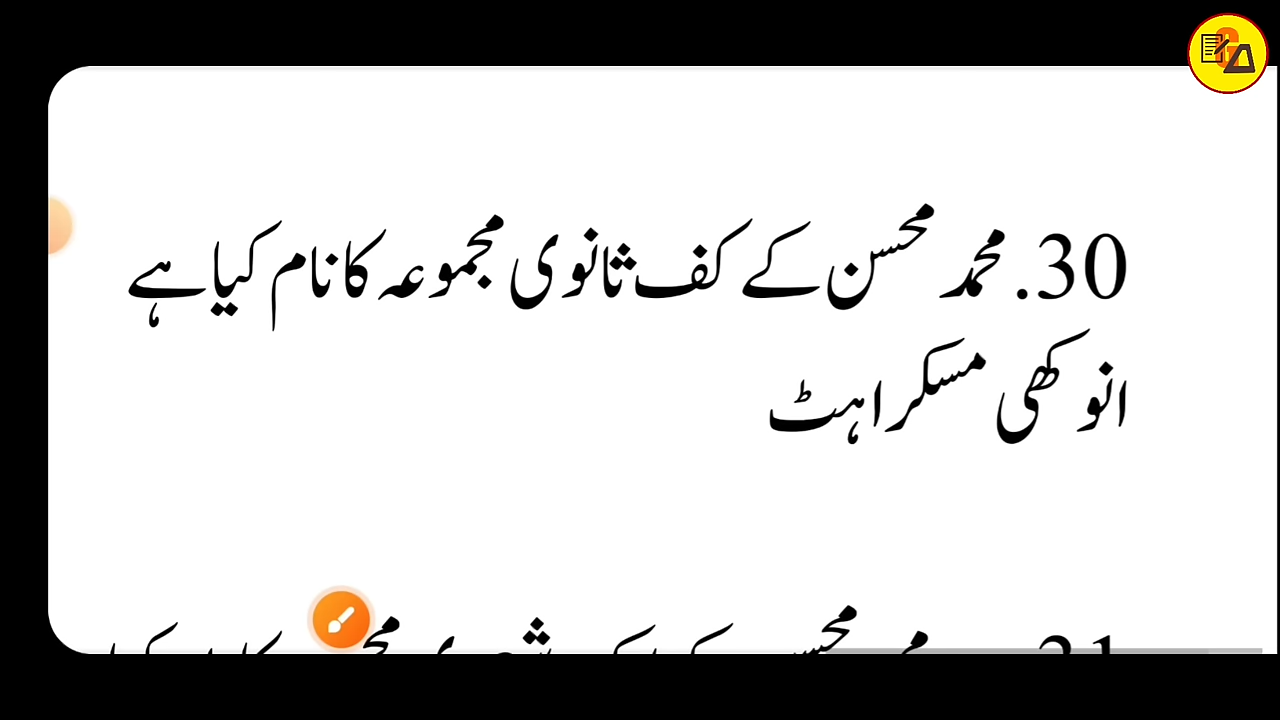 30. محمد محسن کے کف ثانوی مجموعہ کا نام کیا ہے
انوکھی مسکراہٹ